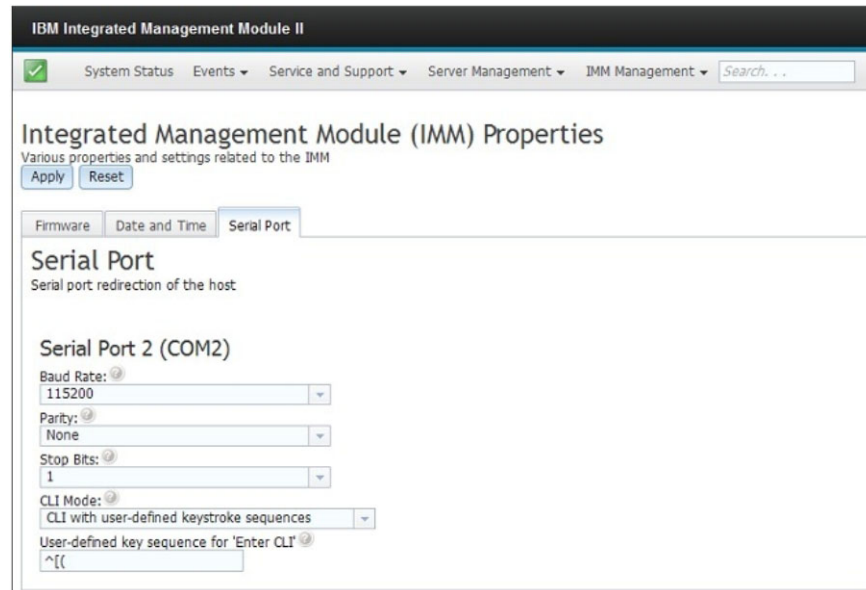 IBM Integrated Management Module II
System Status Events Service and Support Server Management IMM Management Search. . .
Integrated Management Module (IMM) Properties
Various properties and settings related to the IMM
Apply Reset
Firmware Date and Time Serial Port
Serial Port
Serial port redirection of the host
Serial Port 2 (COM2)
Baud Rate:
115200
Parity:
None
Stop Bits:
1
CLI Mode:
CLI with user-defined keystroke sequences
User-defined key sequence for 'Enter CLI'
^[(